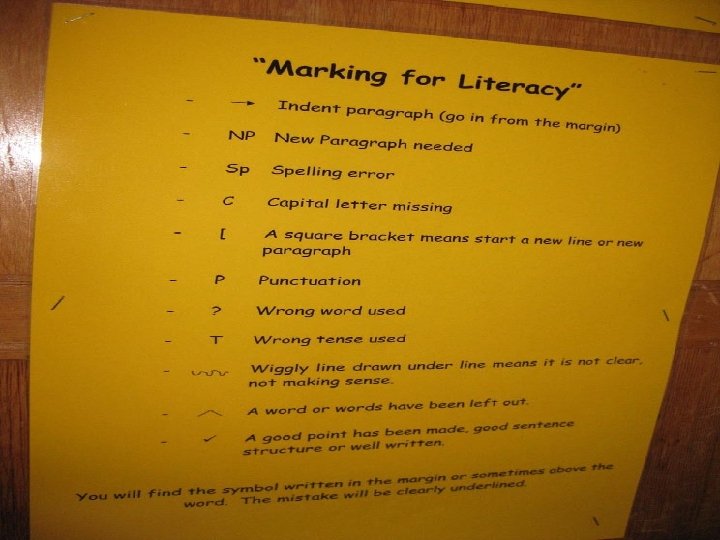 "Marking for Literacy"
- → Indent paragraph (go in from the margin)
- NP New Paragraph needed
- Sp Spelling error
- C Capital letter missing
- [ A square bracket means start a new line or new
paragraph
- P Punctuation
- ? Wrong word used
- T Wrong tense used
- Wiggly line drawn under line means it is not clear,
not making sense.
- A word or words have been left out.
- ✓ A good point has been made, good sentence
structure or well written.
You will find the symbol written in the margin or sometimes above the
word. The mistake will be clearly underlined.